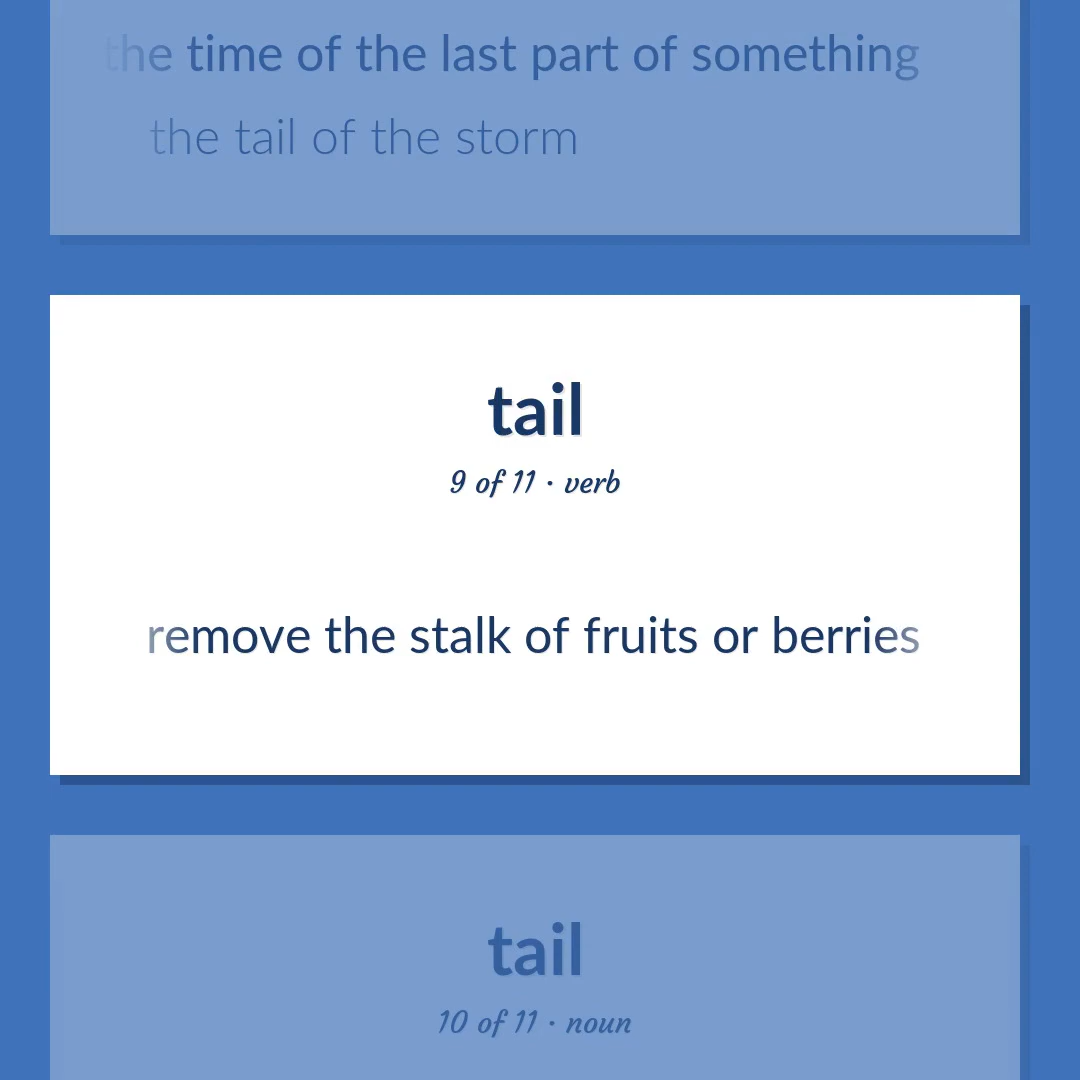 the time of the last part of something
the tail of the storm
tail
9 of 11 · verb
remove the stalk of fruits or berries
tail
10 of 11 · noun